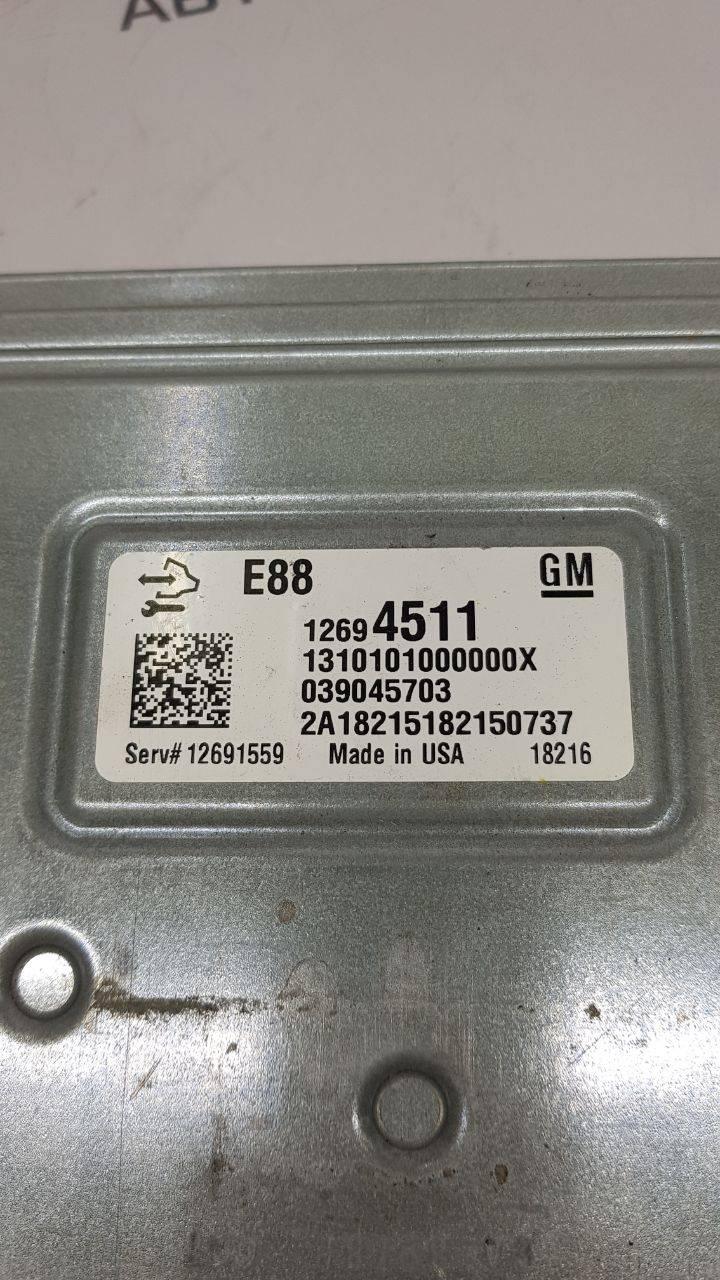 E88
GM
12694511
1310101000000X
039045703
2A18215182150737
Serv# 12691559 Made in USA 18216